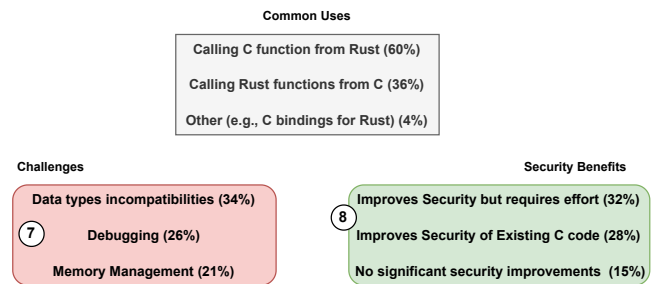 Common Uses
Calling C function from Rust (60%)
Calling Rust functions from C (36%)
Other (e.g., C bindings for Rust) (4%)
Challenges
Data types incompatibilities (34%)
7
Debugging (26%)
Memory Management (21%)
Security Benefits
Improves Security but requires effort (32%)
8
Improves Security of Existing C code (28%)
No significant security improvements (15%)